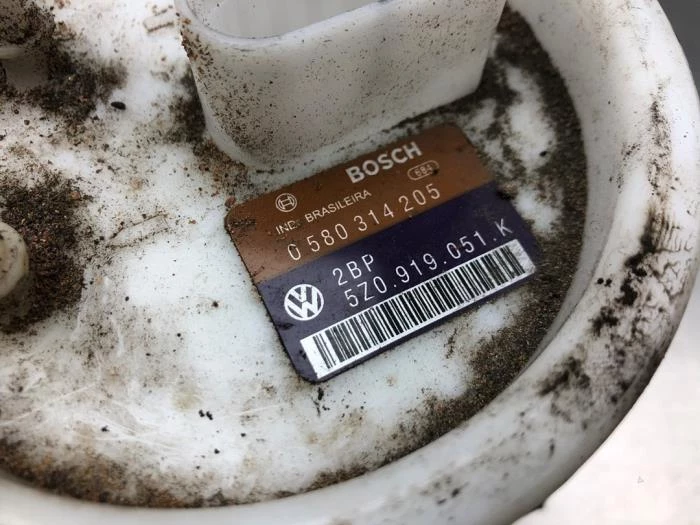 BOSCH
IND. BRASILEIRA
0 580 314 205
2BP
5Z0.919.051.K